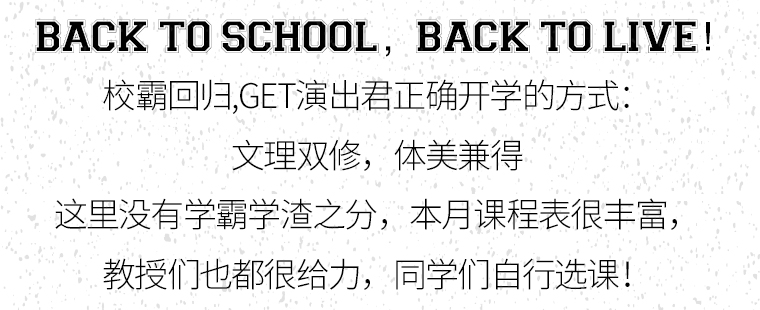 BACK TO SCHOOL，BACK TO LIVE！
校霸回归,GET演出君正确开学的方式：
文理双修，体美兼得
这里没有学霸学渣之分，本月课程表很丰富，
教授们也都很给力，同学们自行选课！